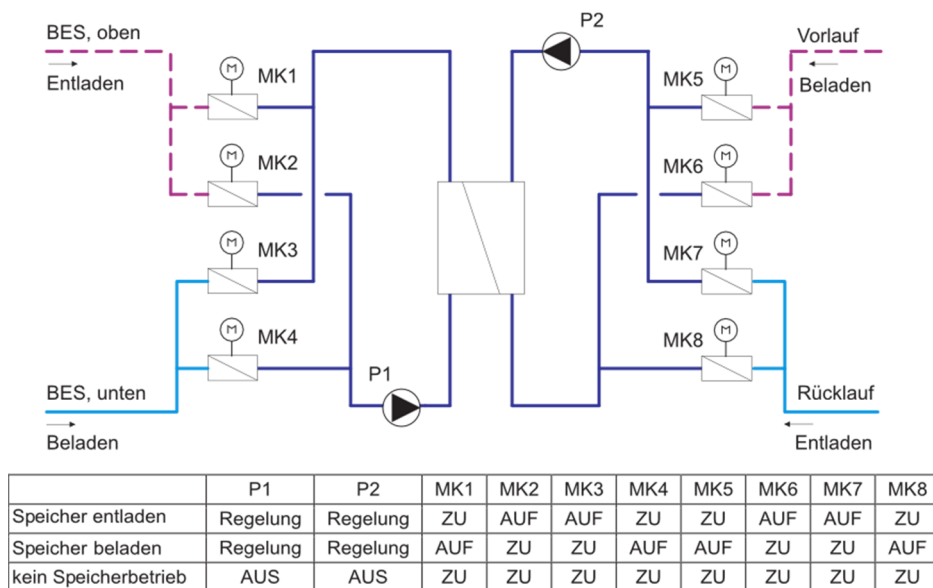 BES, oben
Entladen
P2
Vorlauf
Beladen
M
MK1
M
MK5
M
MK2
M
MK6
M
MK3
M
MK7
M
MK4
M
MK8
P1
BES, unten
Beladen
Rücklauf
Entladen
P1 P2 MK1 MK2 MK3 MK4 MK5 MK6 MK7 MK8
Speicher entladen Regelung Regelung ZU AUF AUF ZU ZU AUF AUF ZU
Speicher beladen Regelung Regelung AUF ZU ZU AUF AUF ZU ZU AUF
kein Speicherbetrieb AUS AUS ZU ZU ZU ZU ZU ZU ZU ZU